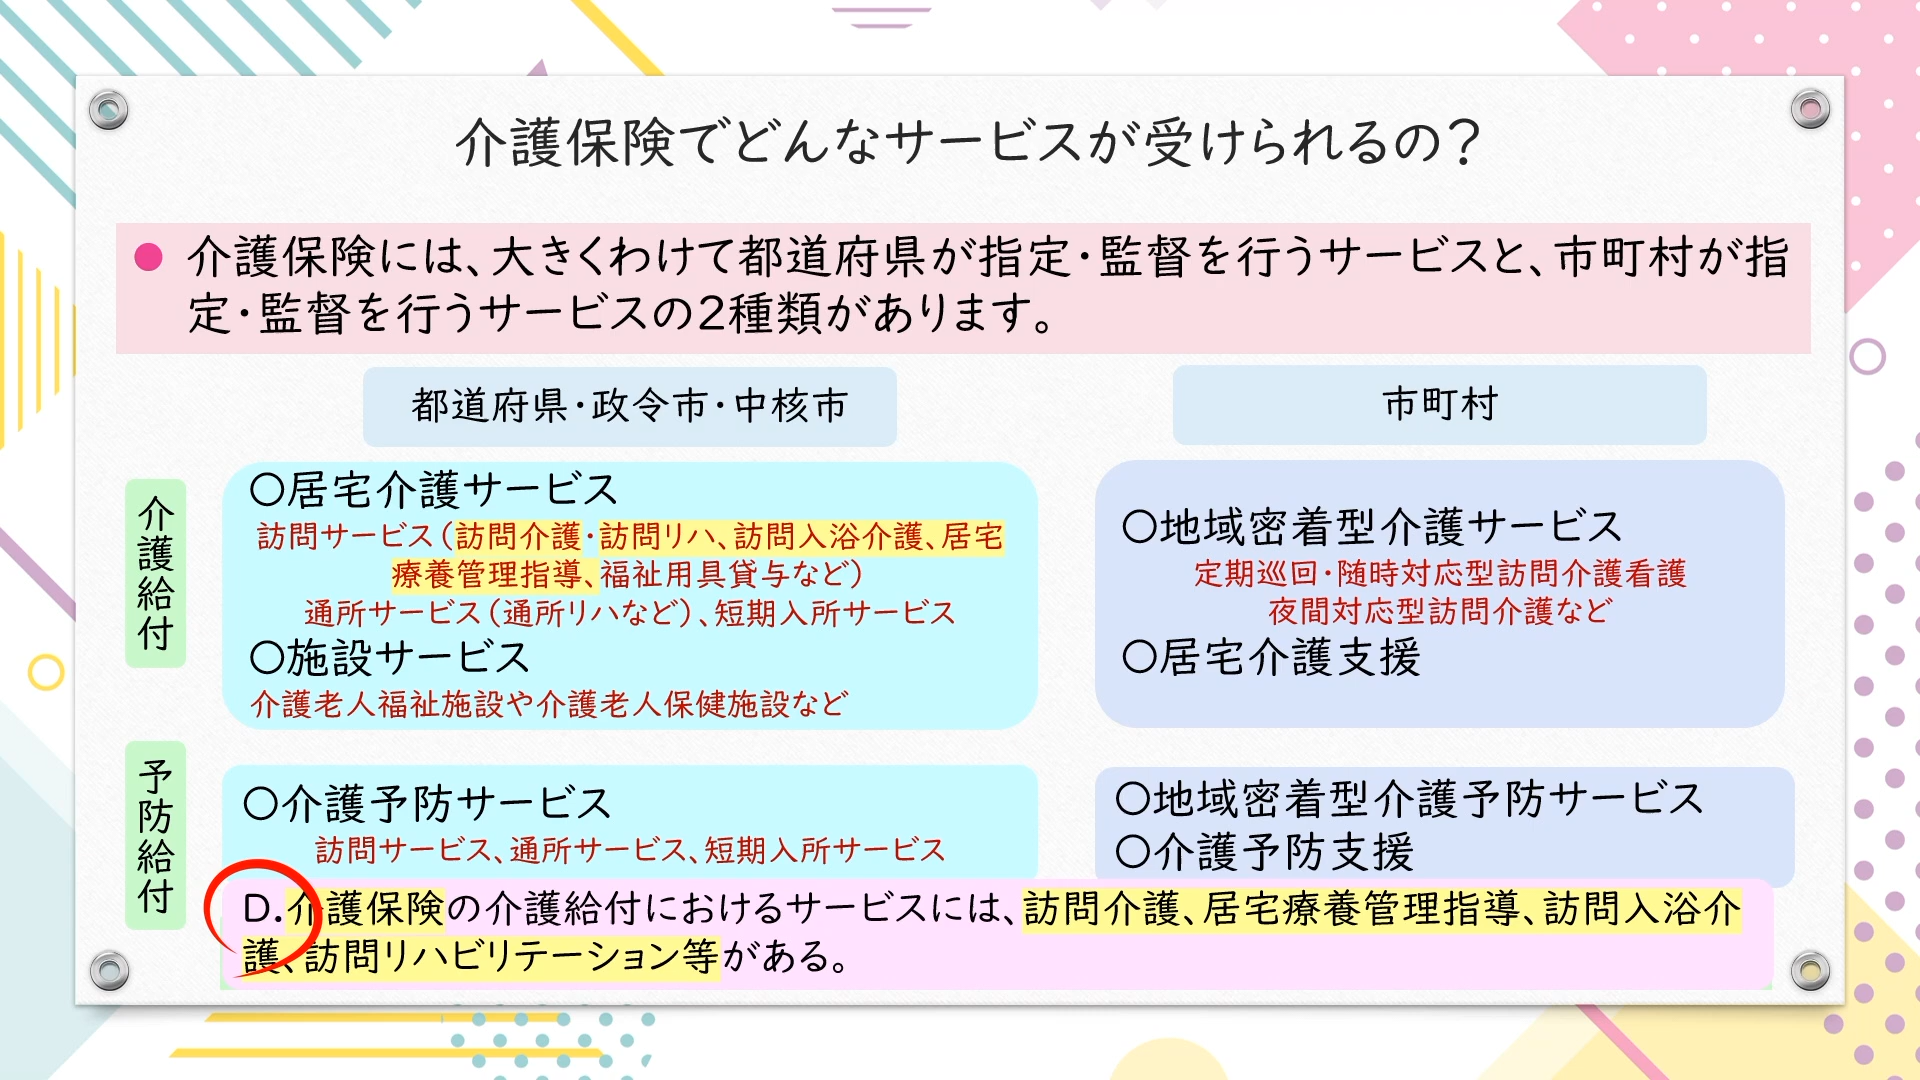 介護保険でどんなサービスが受けられるの？
● 介護保険には、大きくわけて都道府県が指定・監督を行うサービスと、市町村が指
定・監督を行うサービスの2種類があります。
都道府県・政令市・中核市
市町村
介護給付
〇居宅介護サービス
訪問サービス（訪問介護・訪問リハ、訪問入浴介護、居宅
療養管理指導、福祉用具貸与など）
通所サービス（通所リハなど）、短期入所サービス
〇施設サービス
介護老人福祉施設や介護老人保健施設など
〇地域密着型介護サービス
定期巡回・随時対応型訪問介護看護
夜間対応型訪問介護など
〇居宅介護支援
予防給付
〇介護予防サービス
訪問サービス、通所サービス、短期入所サービス
〇地域密着型介護予防サービス
〇介護予防支援
D.介護保険の介護給付におけるサービスには、訪問介護、居宅療養管理指導、訪問入浴介
護、訪問リハビリテーション等がある。